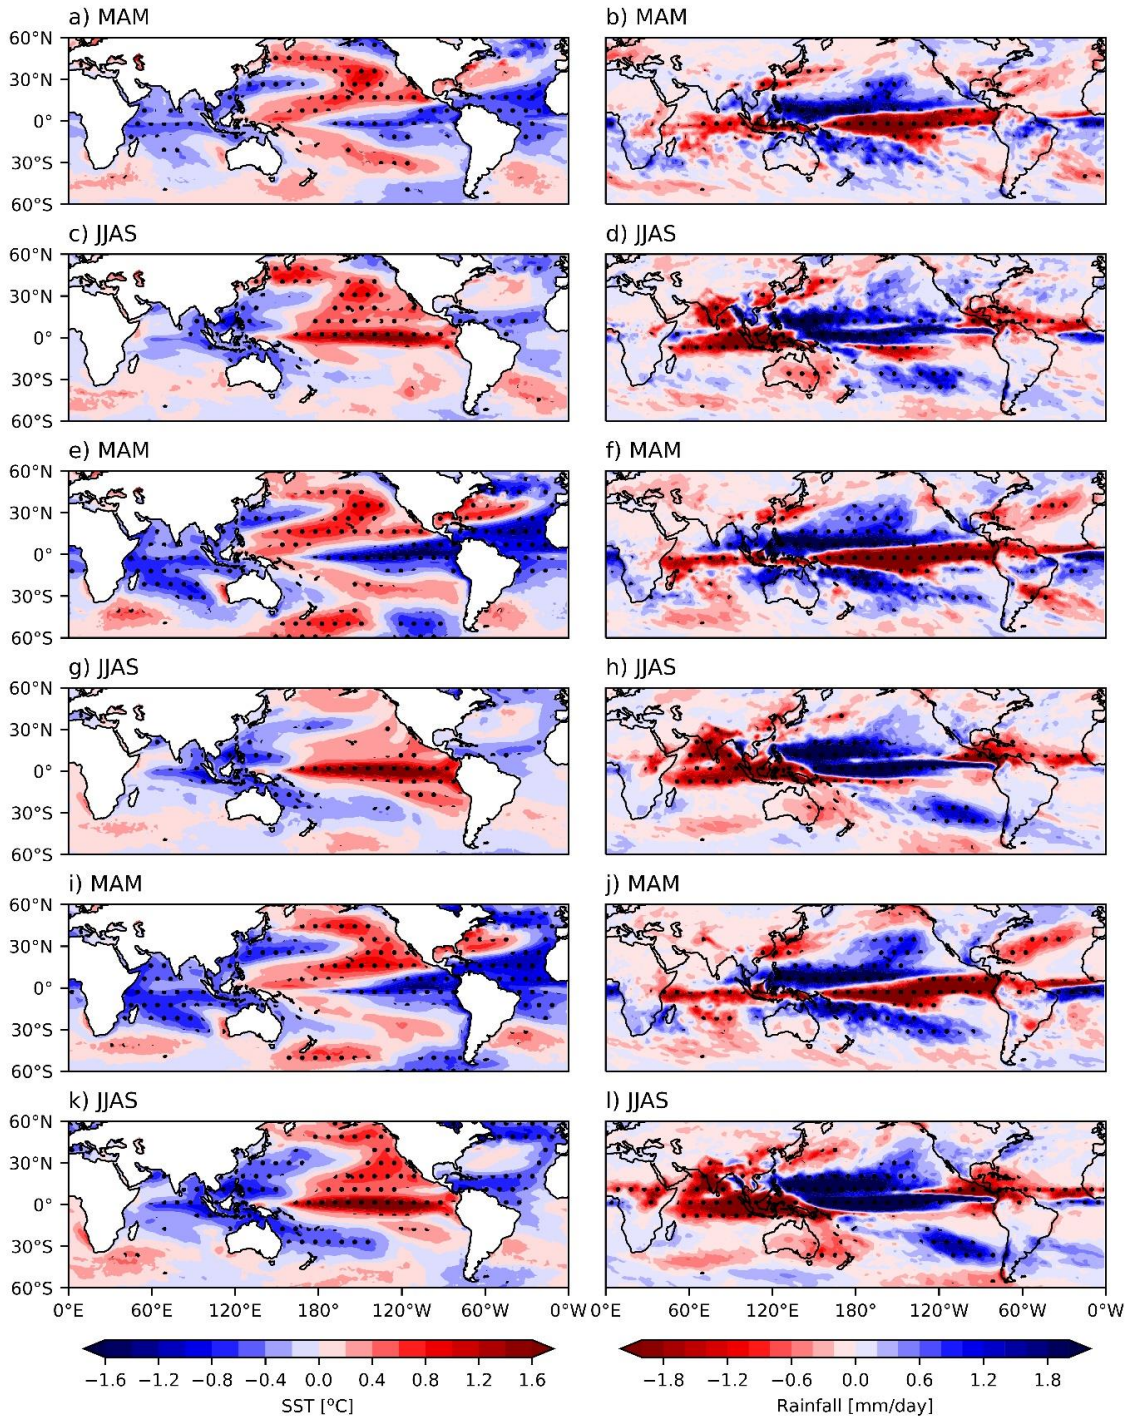 a) MAM
b) MAM
60°N
30°N
0°
30°S
60°S
c) JJAS
d) JJAS
60°N
30°N
0°
30°S
60°S
e) MAM
f) MAM
60°N
30°N
0°
30°S
60°S
g) JJAS
h) JJAS
60°N
30°N
0°
30°S
60°S
i) MAM
j) MAM
60°N
30°N
0°
30°S
60°S
k) JJAS
l) JJAS
60°N
30°N
0°
30°S
60°S
0°E 60°E 120°E 180° 120°W 60°W 0°W 0°E 60°E 120°E 180° 120°W 60°W 0°W
−1.6 −1.2 −0.8 −0.4 0.0 0.4 0.8 1.2 1.6
SST [°C]
−1.8 −1.2 −0.6 0.0 0.6 1.2 1.8
Rainfall [mm/day]